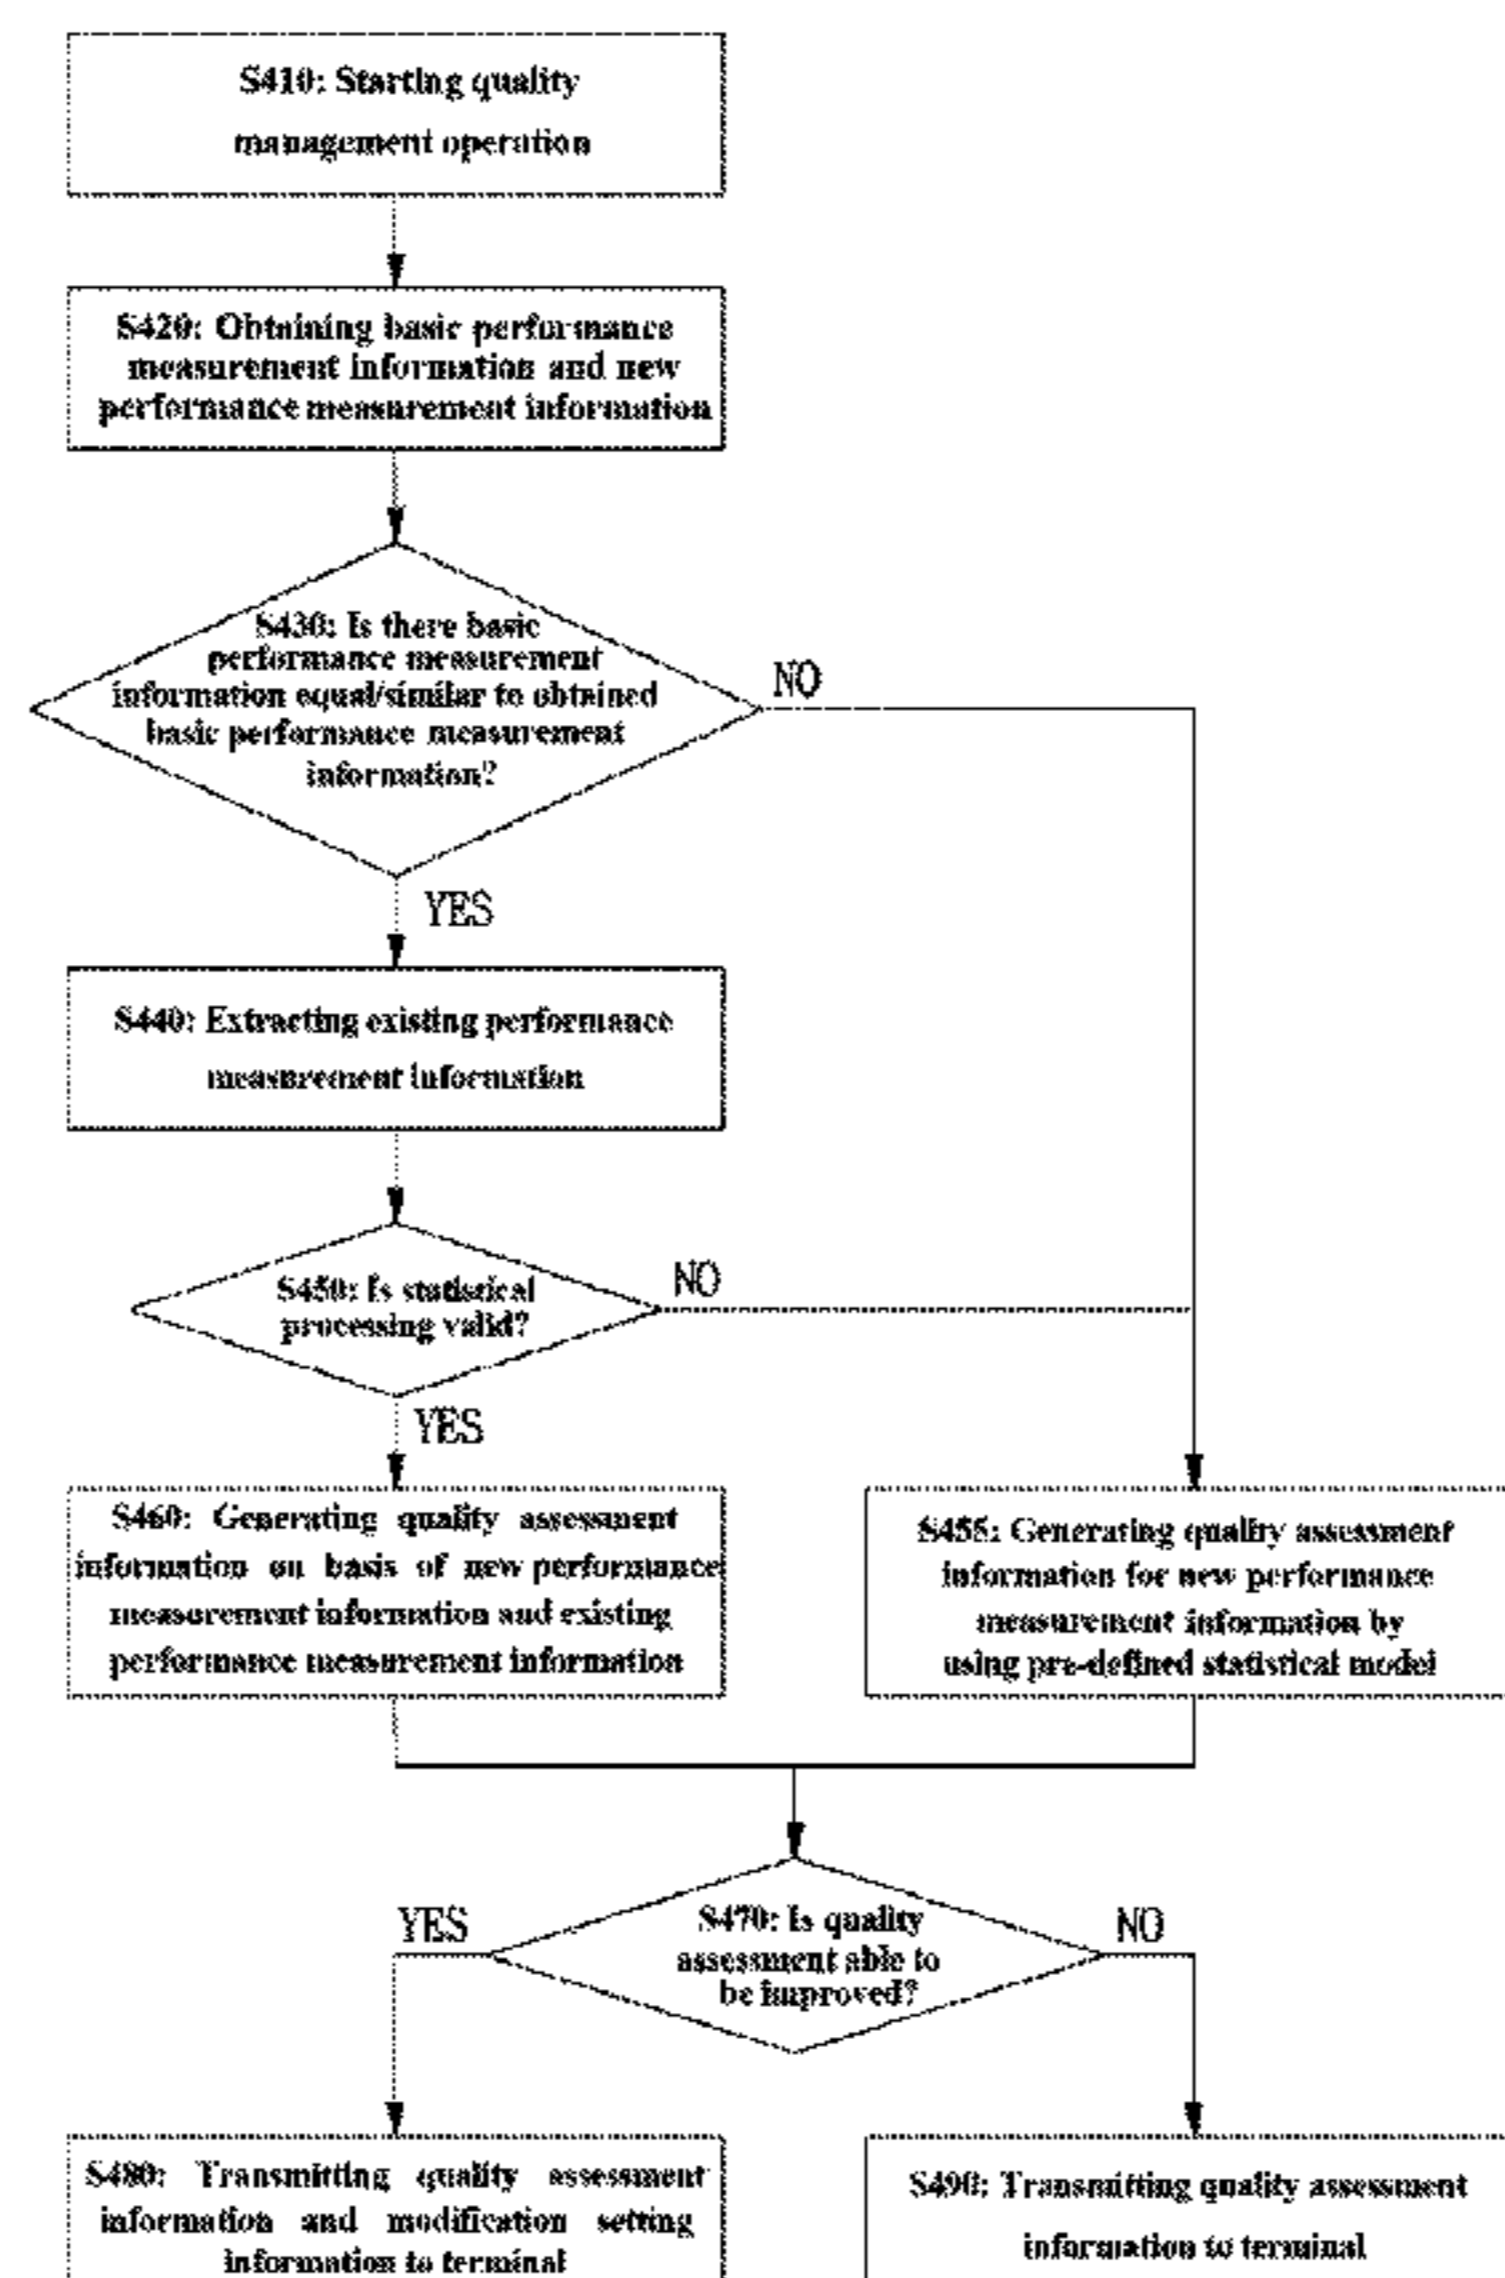 S410: Starting quality
management operation
S420: Obtaining basic performance
measurement information and new
performance measurement information
S430: Is there basic
performance measurement
information equal/similar to obtained
basic performance measurement
information?
NO
YES
S440: Extracting existing performance
measurement information
S450: Is statistical
processing valid?
NO
YES
S460: Generating quality assessment
information on basis of new performance
measurement information and existing
performance measurement information
S455: Generating quality assessment
information for new performance
measurement information by
using pre-defined statistical model
S470: Is quality
assessment able to
be improved?
YES
NO
S480: Transmitting quality assessment
information and modification setting
information to terminal
S490: Transmitting quality assessment
information to terminal